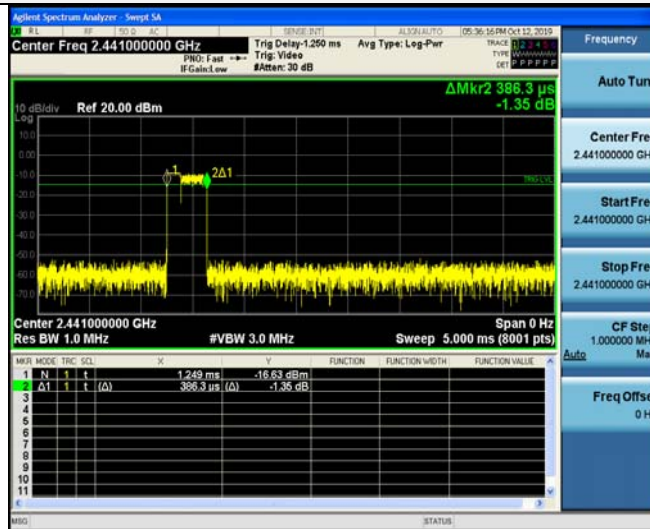 Agilent Spectrum Analyzer - Swept SA
RL RF 50 Ω AC SENSE:INT ALIGN AUTO 05:36:16 PM Oct 12, 2019
Center Freq 2.441000000 GHz
PNO: Fast
IFGain:Low
Trig Delay-1.250 ms
Trig: Video
#Atten: 30 dB
Avg Type: Log-Pwr
TRACE 1 2 3 4 5 6
TYPE
DET P P P P P P
ΔMkr2 386.3 µs
-1.35 dB
10 dB/div Ref 20.00 dBm
Log
10.0
0.00
-10.0
-20.0
-30.0
-40.0
-50.0
-60.0
-70.0
1
2Δ1
TRIG LVL
Center 2.441000000 GHz Span 0 Hz
Res BW 1.0 MHz #VBW 3.0 MHz Sweep 5.000 ms (8001 pts)
MKR MODE TRC SCL X Y FUNCTION FUNCTION WIDTH FUNCTION VALUE
1 N 1 t 1.249 ms -16.63 dBm
2 Δ1 1 t (Δ) 386.3 µs (Δ) -1.35 dB
3
4
5
6
7
8
9
10
11
MSG STATUS
Frequency
Auto Tun
Center Fre
2.441000000 GH
Start Fre
2.441000000 GH
Stop Fre
2.441000000 GH
CF Ste
1.000000 MH
Auto Ma
Freq Offse
0 H